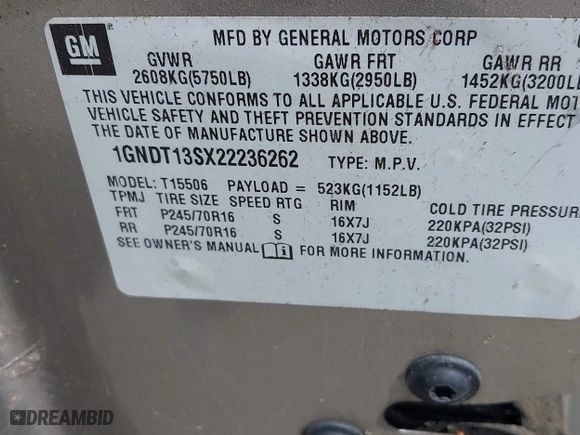 GM
MFD BY GENERAL MOTORS CORP
GVWR GAWR FRT GAWR RR
2608KG(5750LB) 1338KG(2950LB) 1452KG(3200L
THIS VEHICLE CONFORMS TO ALL APPLICABLE U.S. FEDERAL MOT
VEHICLE SAFETY AND THEFT PREVENTION STANDARDS IN EFFECT
THE DATE OF MANUFACTURE SHOWN ABOVE.
1GNDT13SX22236262 TYPE: M.P.V.
MODEL: T15506 PAYLOAD = 523KG(1152LB)
TPMJ TIRE SIZE SPEED RTG RIM COLD TIRE PRESSUR
FRT P245/70R16 S 16X7J 220KPA(32PSI)
RR P245/70R16 S 16X7J 220KPA(32PSI)
SEE OWNER'S MANUAL FOR MORE INFORMATION.
DREAMBID